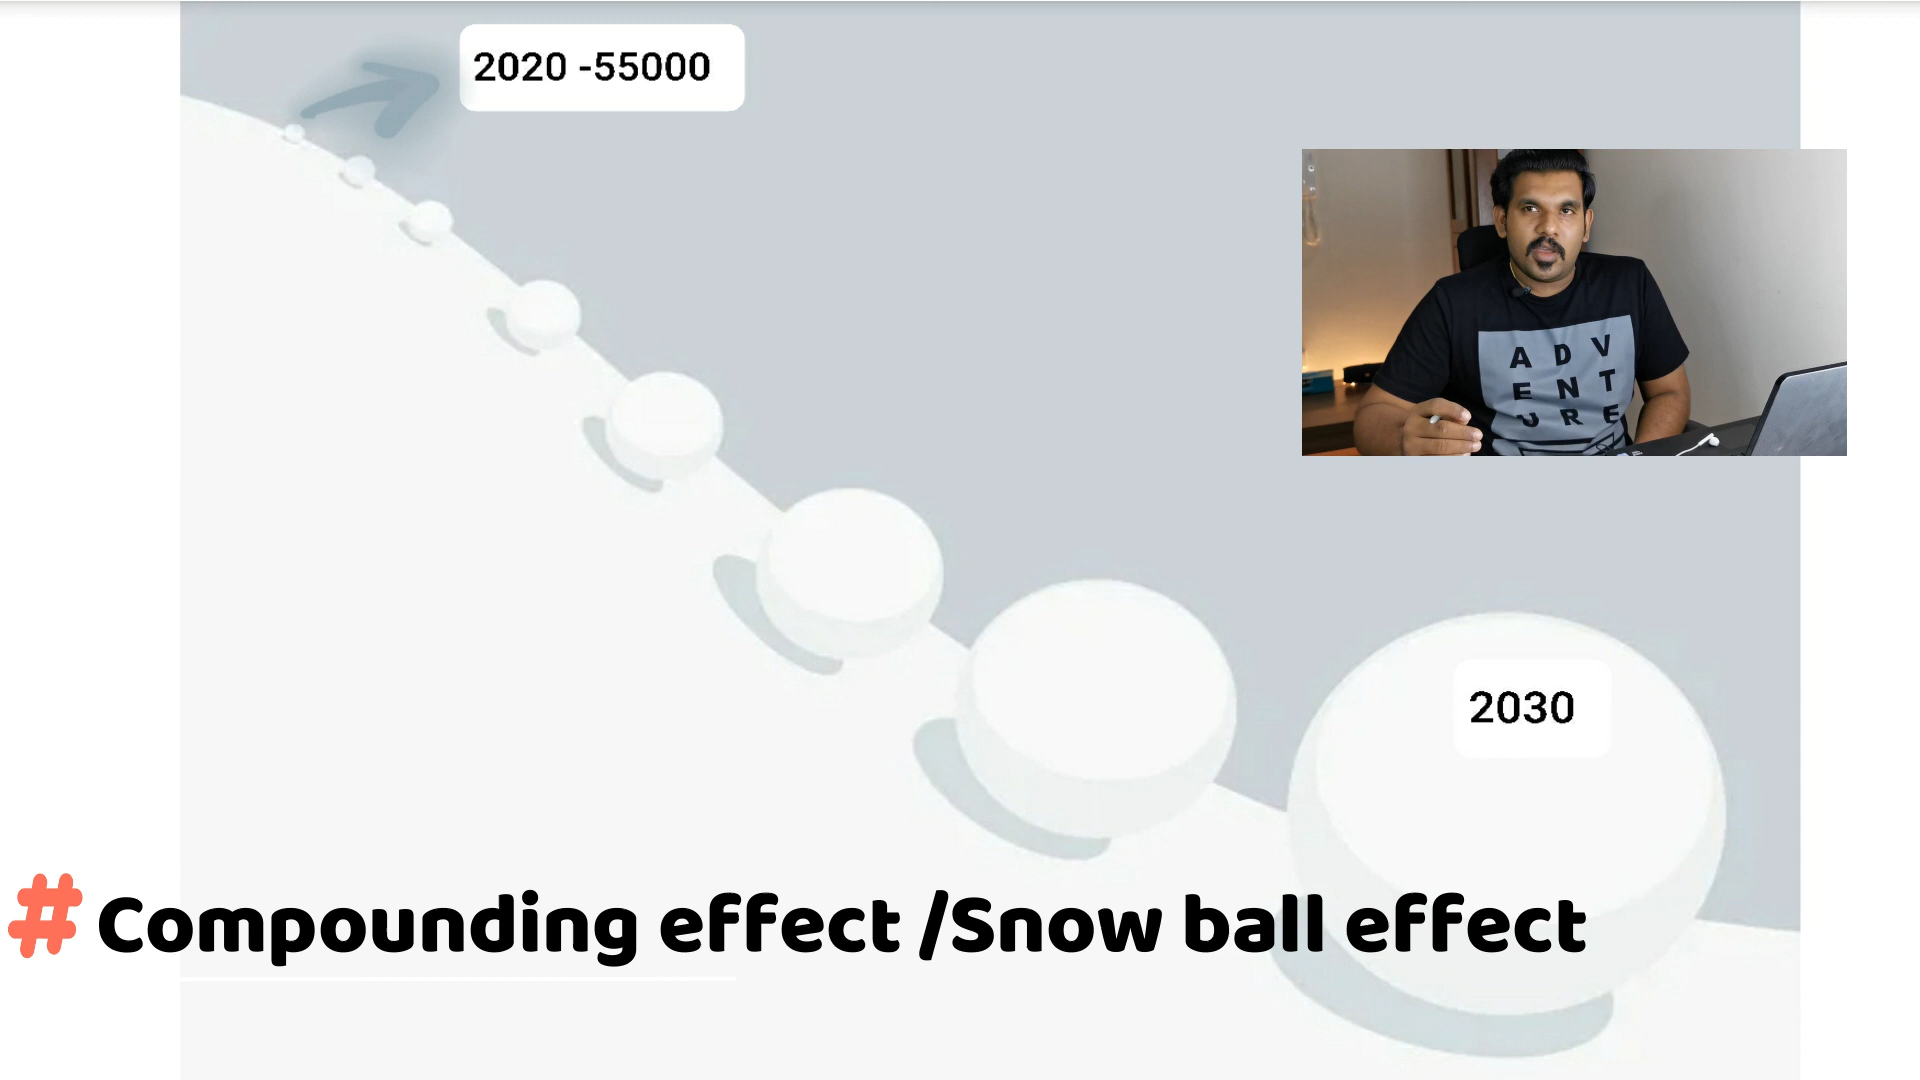 2020 -55000
A D V
E N T
U R E
2030
# Compounding effect /Snow ball effect